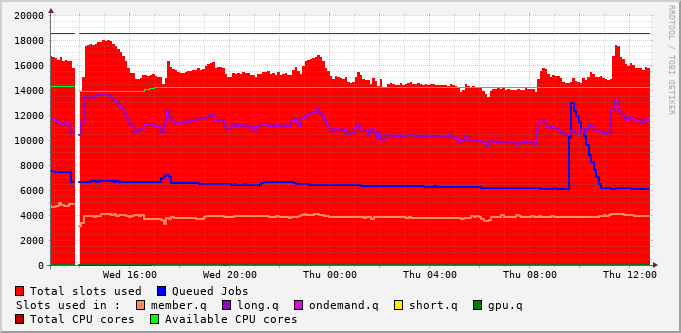 RRDTOOL / TOBI OETIKER
20000
18000
16000
14000
12000
10000
8000
6000
4000
2000
0
Wed 16:00 Wed 20:00 Thu 00:00 Thu 04:00 Thu 08:00 Thu 12:00
Total slots used Queued Jobs
Slots used in : member.q long.q ondemand.q short.q gpu.q
Total CPU cores Available CPU cores